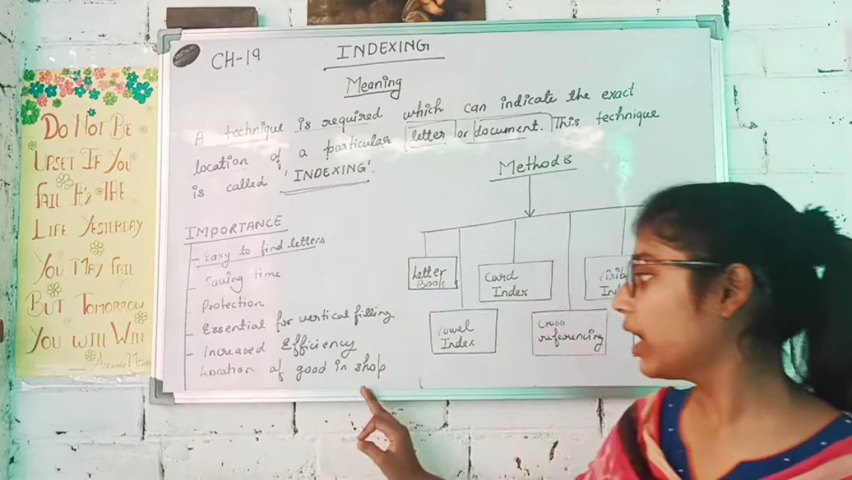 CH-19
INDEXING
Meaning
A technique is required which can indicate the exact
location of a particular letter or document. This technique
is called 'INDEXING'.
IMPORTANCE
- Easy to find letters
- Saving time
- Protection
- Essential for vertical filling
- Increased Efficiency
- Location of good in shop
Methods
Letter
Book
Card
Index
Vowel
Index
Cross
referencing
DO NOT BE
UPSET IF YOU
FAIL IT'S THE
LIFE YESTERDAY
YOU MAY FAIL
BUT TOMORROW
YOU WILL WIN